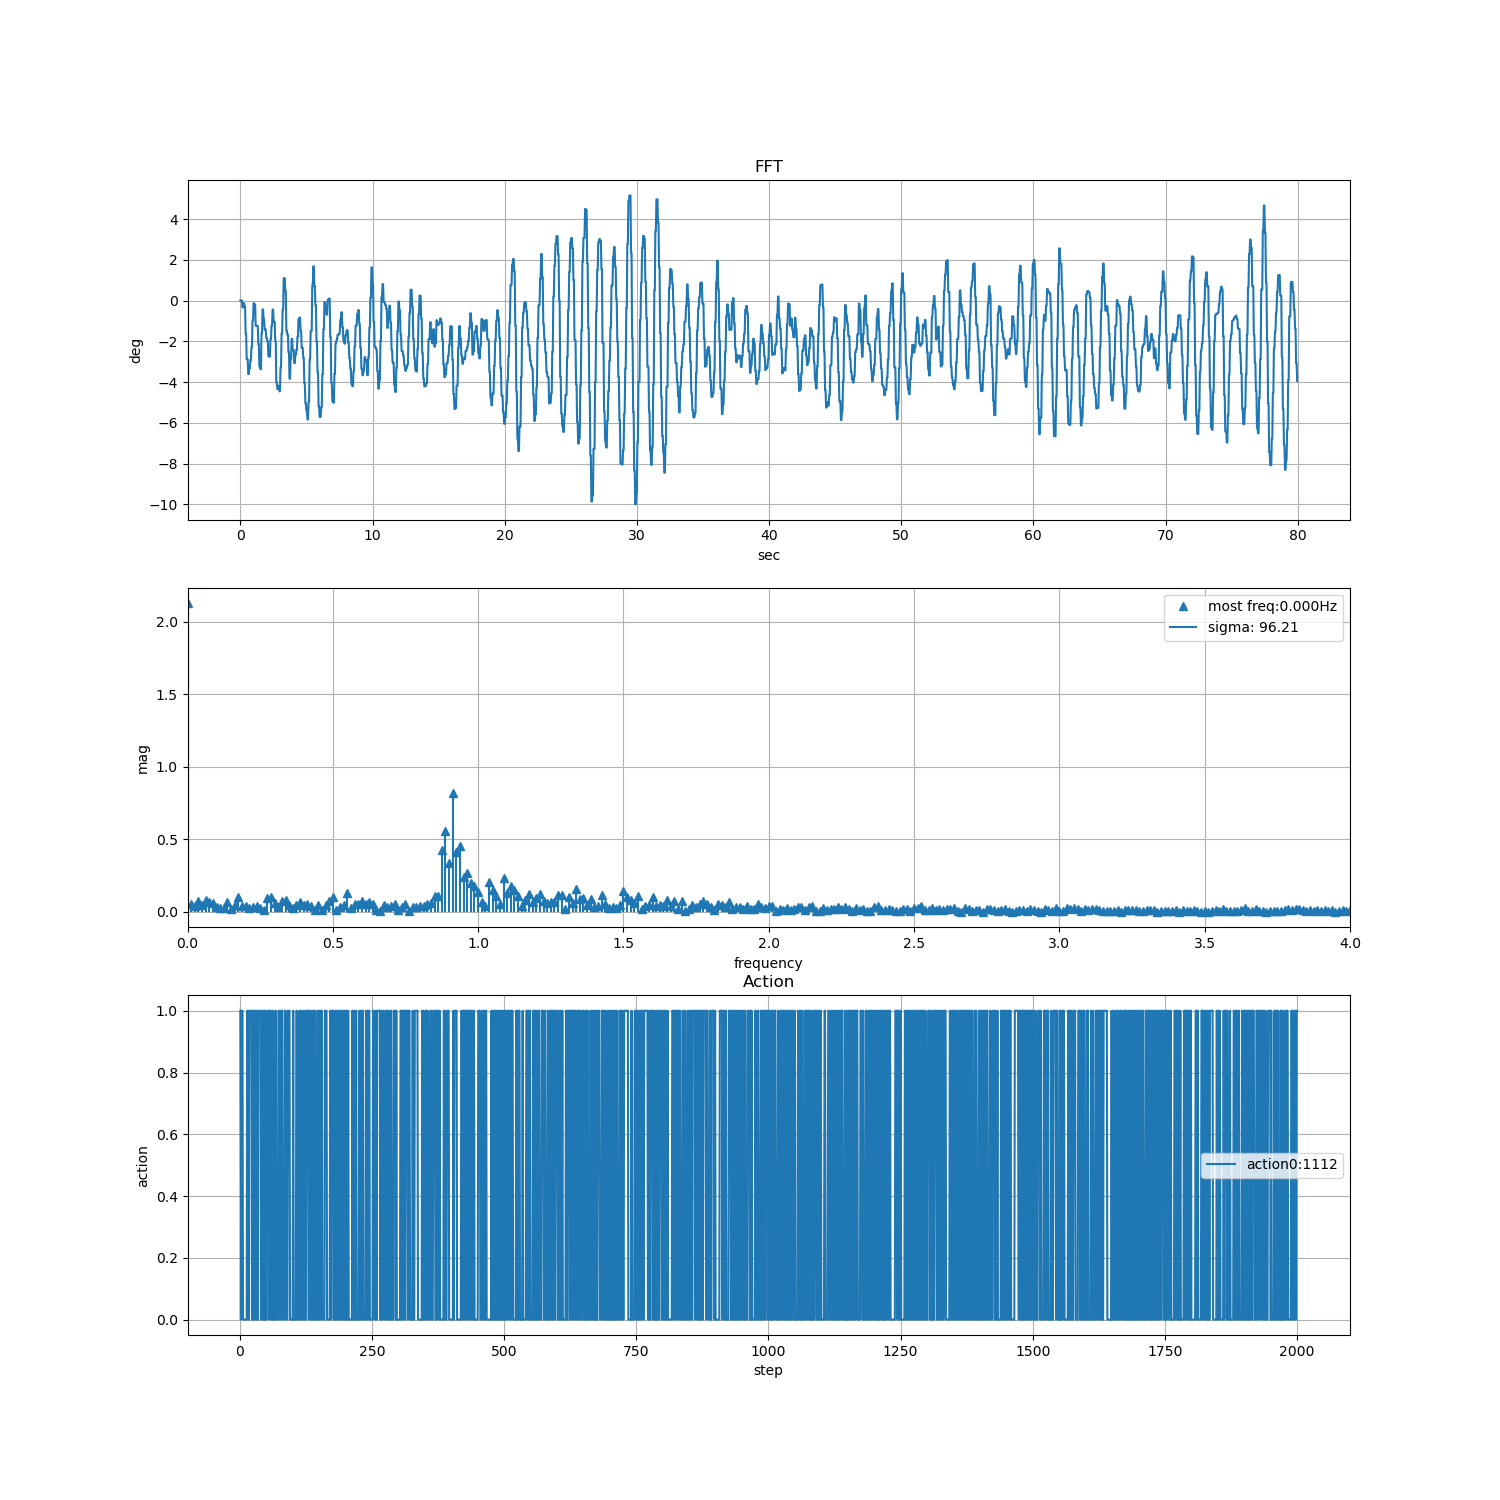 FFT
4
2
0
−2
−4
−6
−8
−10
deg
0 10 20 30 40 50 60 70 80
sec
most freq:0.000Hz
sigma: 96.21
2.0
1.5
1.0
0.5
0.0
mag
0.0 0.5 1.0 1.5 2.0 2.5 3.0 3.5 4.0
frequency
Action
1.0
0.8
0.6
0.4
0.2
0.0
action
action0:1112
0 250 500 750 1000 1250 1500 1750 2000
step